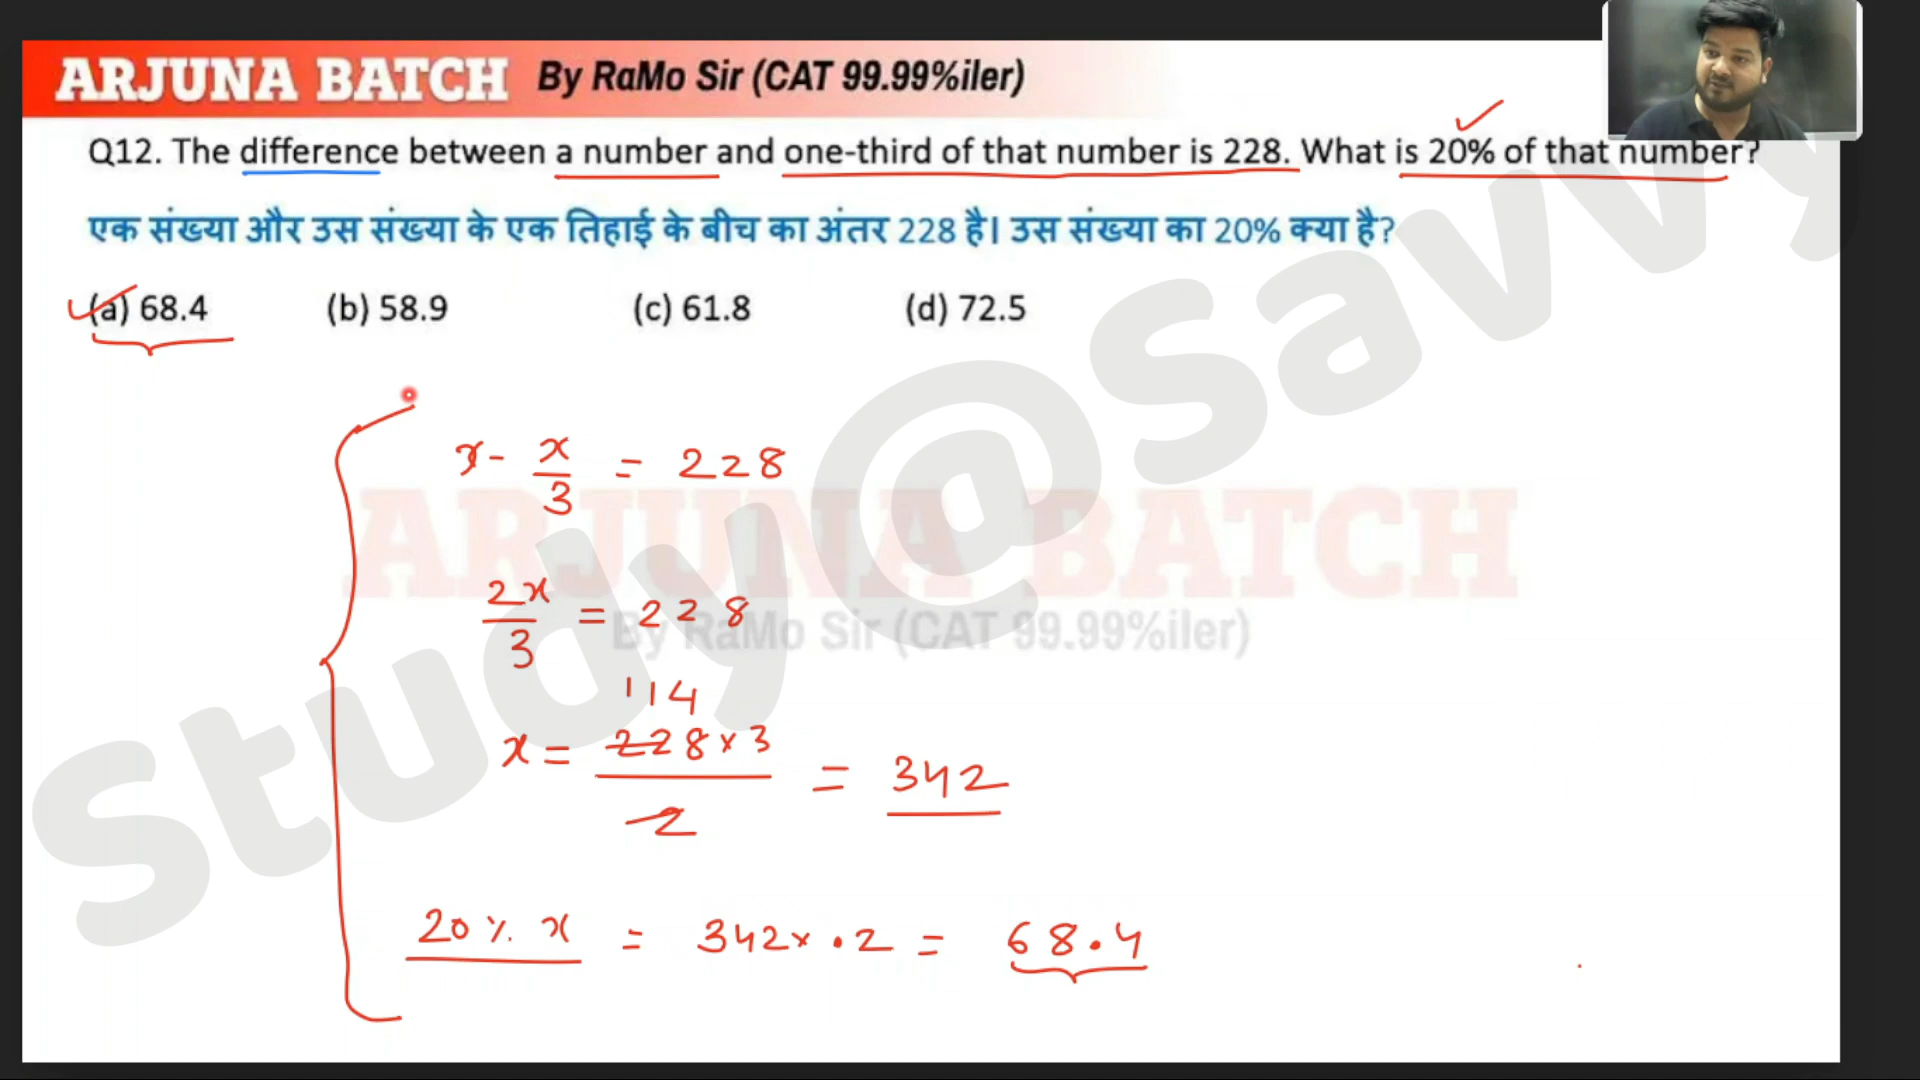 ARJUNA BATCH By RaMo Sir (CAT 99.99%iler)
Q12. The difference between a number and one-third of that number is 228. What is 20% of that number?
एक संख्या और उस संख्या के एक तिहाई के बीच का अंतर 228 है। उस संख्या का 20% क्या है?
(a) 68.4 (b) 58.9 (c) 61.8 (d) 72.5
x - x/3 = 228
ARJUNA BATCH
2x/3 = 228
By RaMo Sir (CAT 99.99%iler)
114
x = 228 × 3 / 2 = 342
20% x = 342 × .2 = 68.4
Study@Savvy